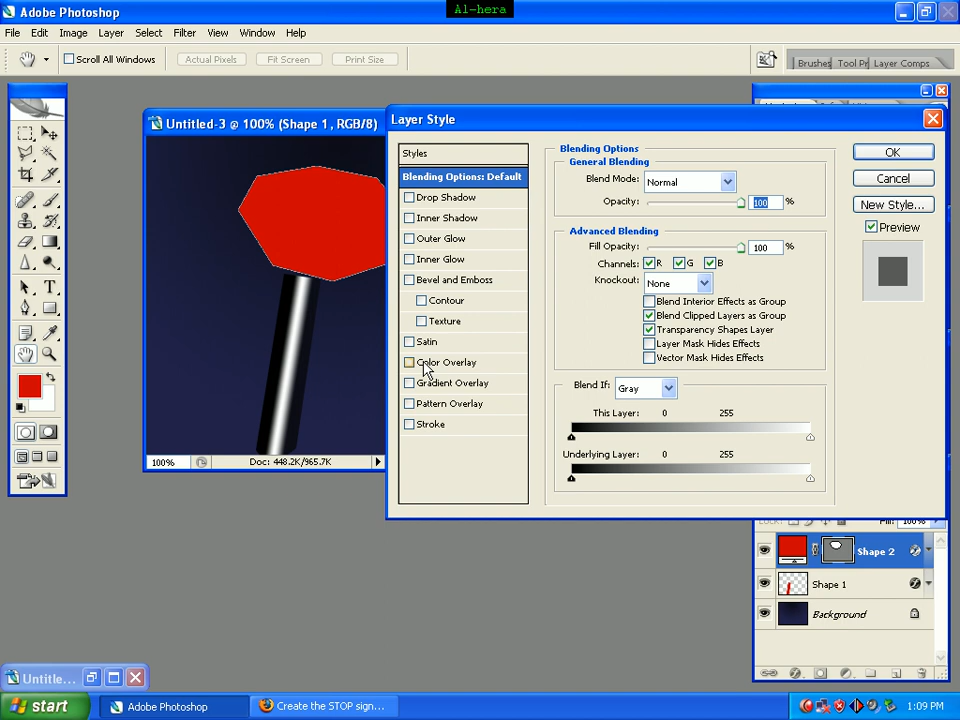 Al-hera
Adobe Photoshop
File Edit Image Layer Select Filter View Window Help
Scroll All Windows Actual Pixels Fit Screen Print Size
Brushes Tool Pr Layer Comps
Untitled-3 @ 100% (Shape 1 , RGB/8)
100% Doc: 448.2K/965.7K
Layer Style
Styles
Blending Options: Default
Drop Shadow
Inner Shadow
Outer Glow
Inner Glow
Bevel and Emboss
Contour
Texture
Satin
Color Overlay
Gradient Overlay
Pattern Overlay
Stroke
Blending Options
General Blending
Blend Mode: Normal
Opacity: 100 %
Advanced Blending
Fill Opacity: 100 %
Channels: R G B
Knockout: None
Blend Interior Effects as Group
Blend Clipped Layers as Group
Transparency Shapes Layer
Layer Mask Hides Effects
Vector Mask Hides Effects
Blend If: Gray
This Layer: 0 255
Underlying Layer: 0 255
OK
Cancel
New Style...
Preview
Fill: 100%
Shape 2
Shape 1
Background
Untitle...
start Adobe Photoshop Create the STOP sign... 1:09 PM